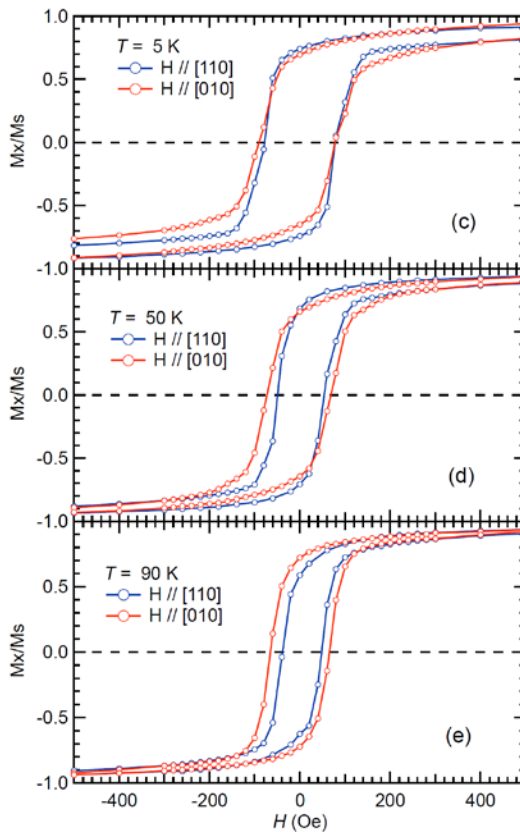 1.0
T = 5 K
H // [110]
H // [010]
0.5
0.0
-0.5
(c)
Mx/Ms
-1.0
1.0
T = 50 K
H // [110]
H // [010]
0.5
0.0
-0.5
(d)
Mx/Ms
-1.0
1.0
T = 90 K
H // [110]
H // [010]
0.5
0.0
-0.5
(e)
Mx/Ms
-1.0
-400 -200 0 200 400
H (Oe)